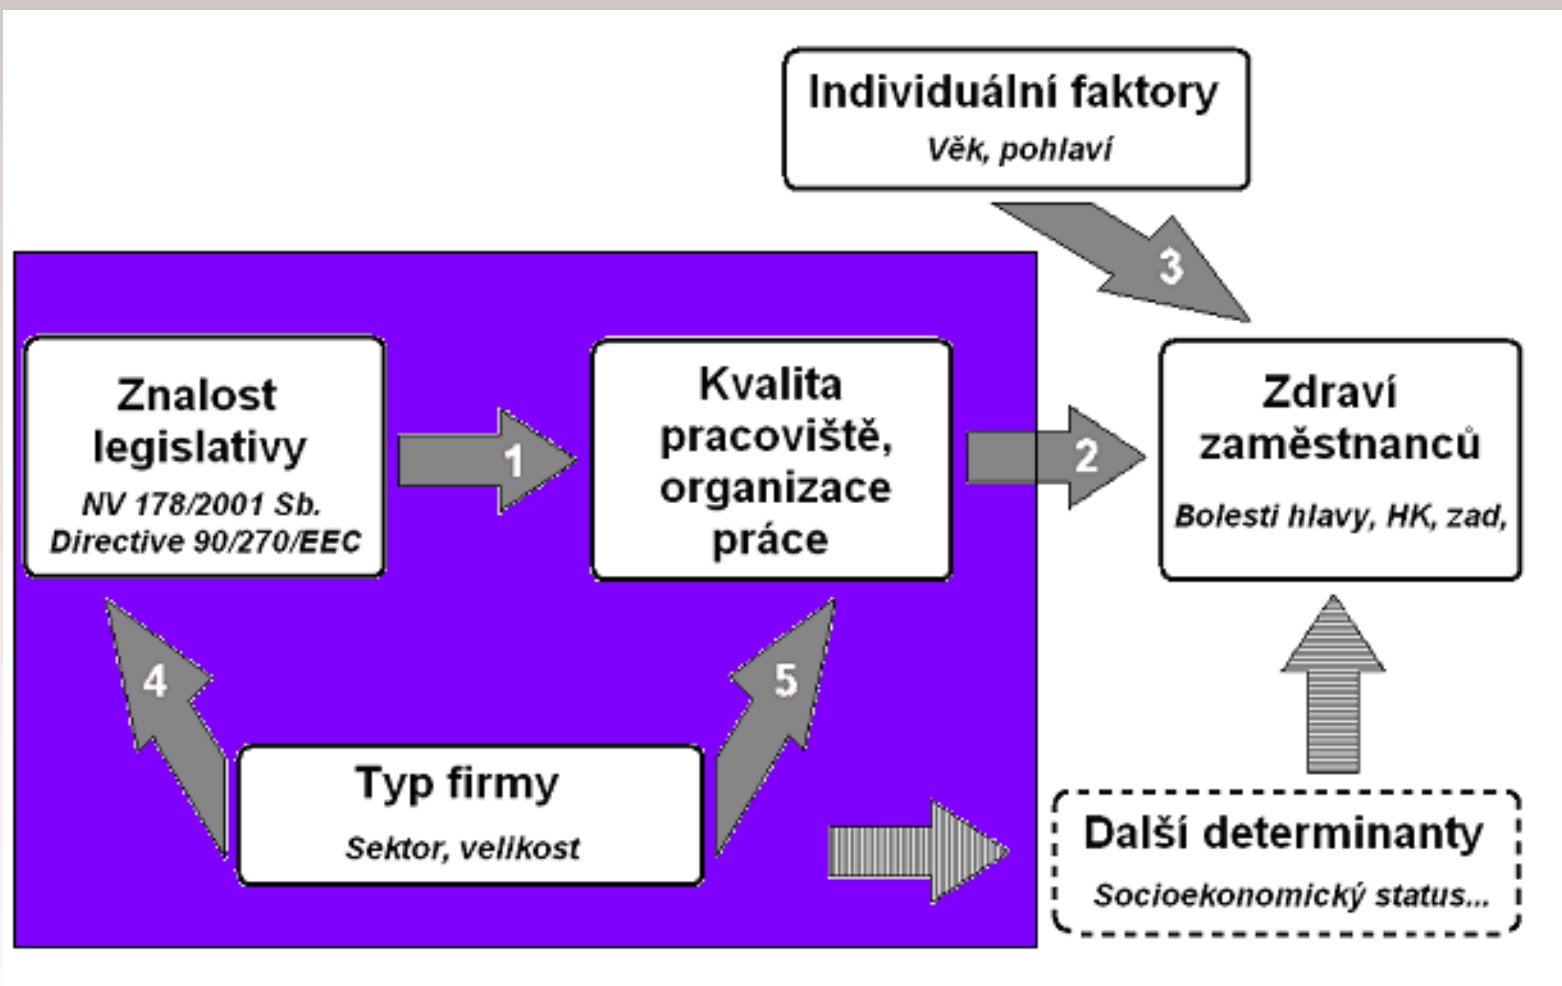 Individuální faktory
Věk, pohlaví
3
Znalost
legislativy
NV 178/2001 Sb.
Directive 90/270/EEC
1
Kvalita
pracoviště,
organizace
práce
2
Zdraví
zaměstnanců
Bolesti hlavy, HK, zad,
4
5
Typ firmy
Sektor, velikost
Další determinanty
Socioekonomický status...